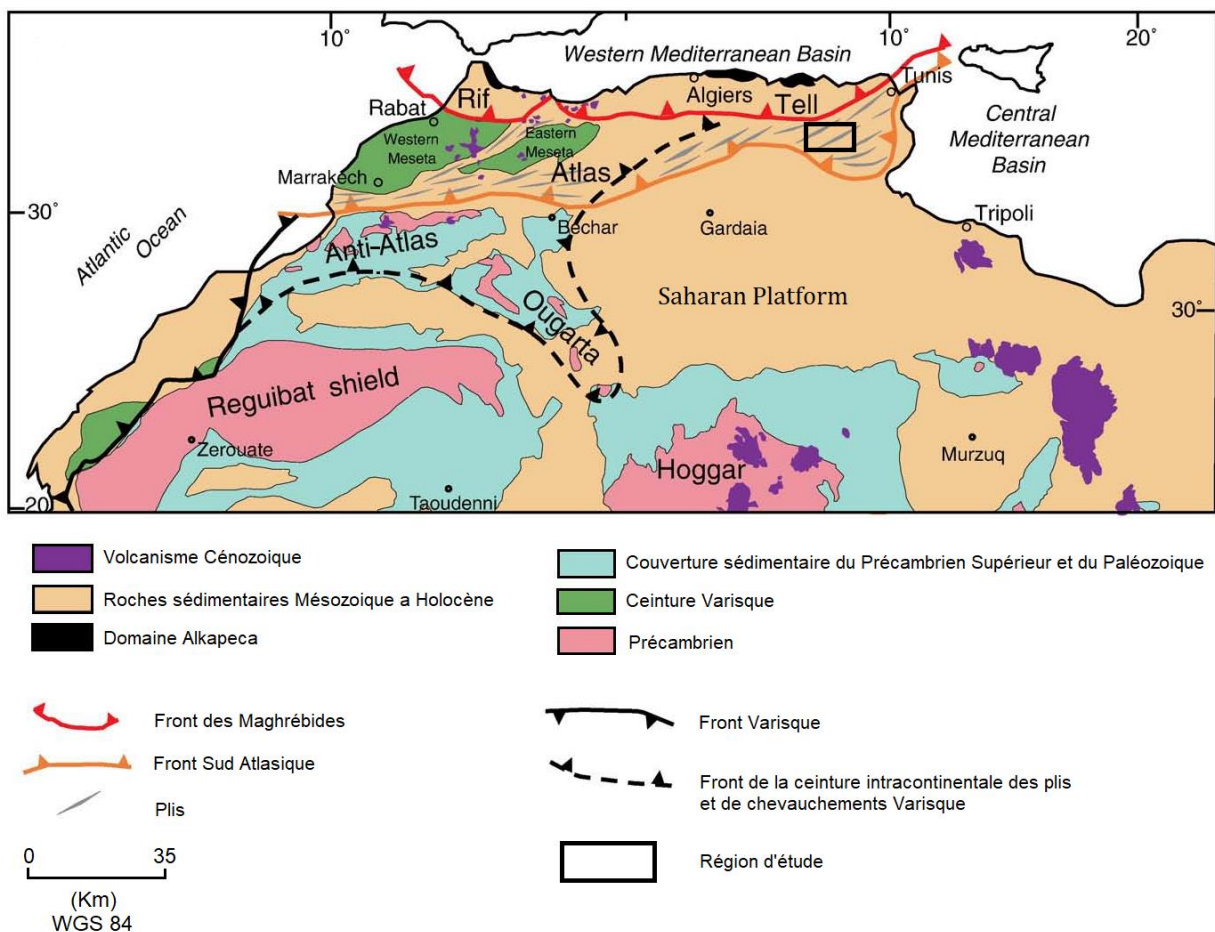 10°
10°
20°
Western Mediterranean Basin
Algiers
Tunis
Rabat
Rif
Tell
Central
Mediterranean
Basin
Western
Meseta
Eastern
Meseta
Marrakech
Atlas
30°
Béchar
Gardaia
Tripoli
Atlantic
Ocean
Anti-Atlas
Saharan Platform
30°
Ougarta
Reguibat shield
Zerouate
Hoggar
Murzuq
20
Taoudenni
Volcanisme Cénozoique
Roches sédimentaires Mésozoique a Holocène
Domaine Alkapeca
Couverture sédimentaire du Précambrien Supérieur et du Paléozoique
Ceinture Varisque
Précambrien
Front des Maghrébides
Front Sud Atlasique
Plis
Front Varisque
Front de la ceinture intracontinentale des plis
et de chevauchements Varisque
Région d'étude
0 35
(Km)
WGS 84